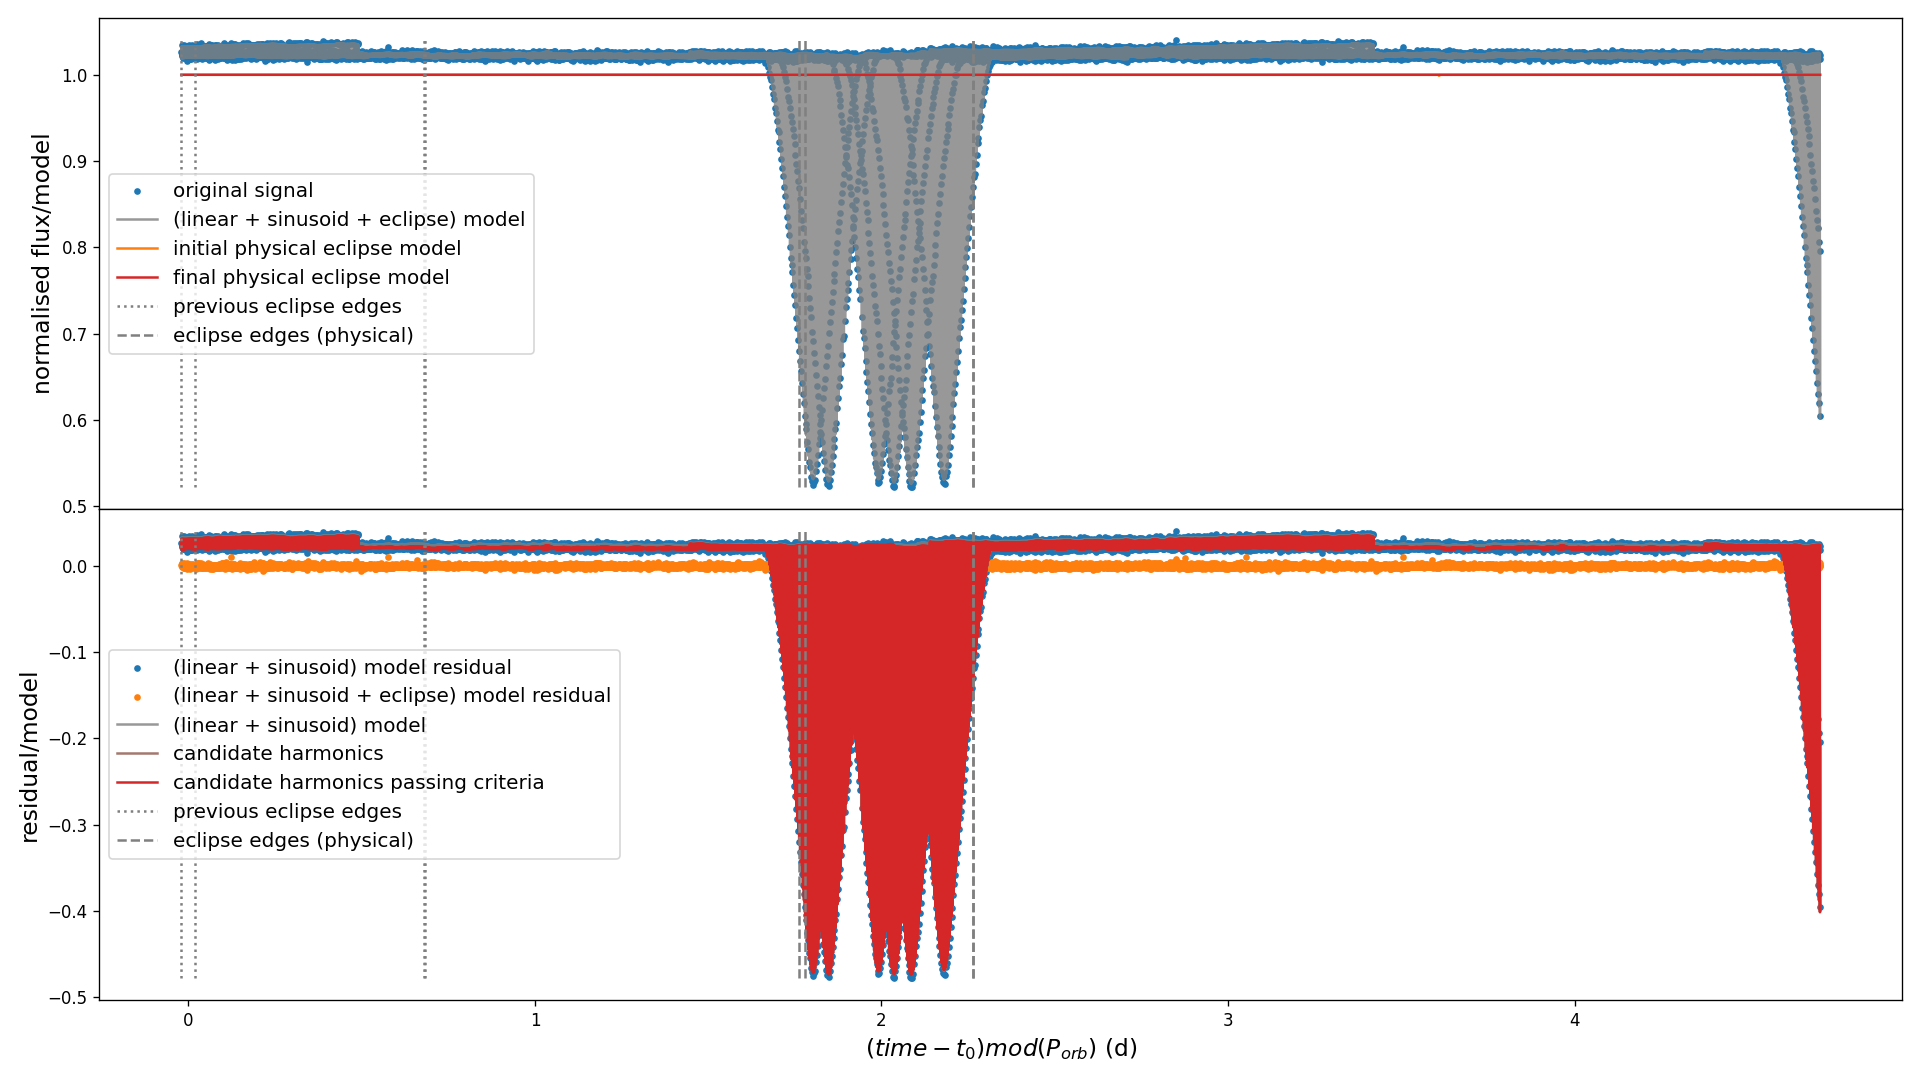 normalised flux/model
1.0
0.9
0.8
0.7
0.6
0.5
original signal
(linear + sinusoid + eclipse) model
initial physical eclipse model
final physical eclipse model
previous eclipse edges
eclipse edges (physical)
residual/model
0.0
−0.1
−0.2
−0.3
−0.4
−0.5
(linear + sinusoid) model residual
(linear + sinusoid + eclipse) model residual
(linear + sinusoid) model
candidate harmonics
candidate harmonics passing criteria
previous eclipse edges
eclipse edges (physical)
0 1 2 3 4
(time − t₀)mod(Pₒᵣb) (d)